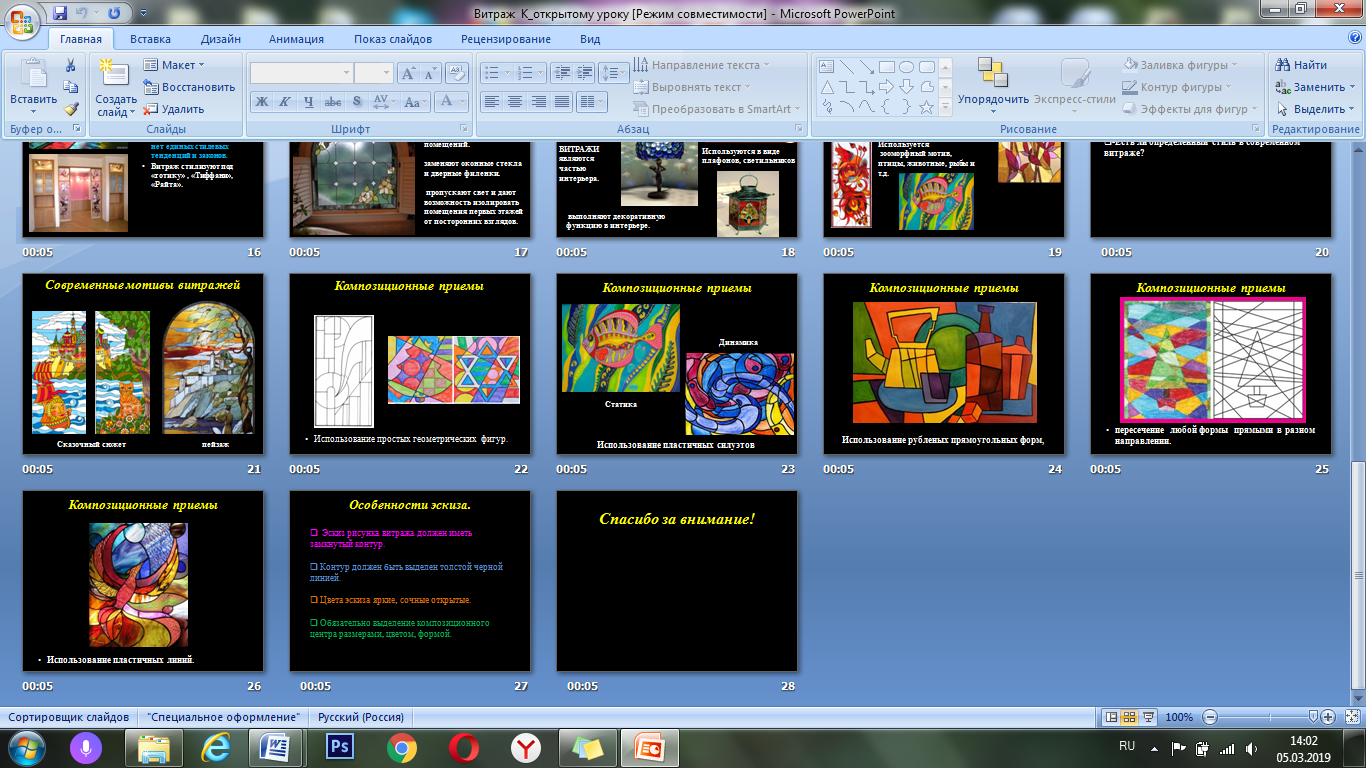 Витраж К_открытому уроку [Режим совместимости] - Microsoft PowerPoint
Главная Вставка Дизайн Анимация Показ слайдов Рецензирование Вид
Вставить
Буфер о...
Создать слайд
Макет
Восстановить
Удалить
Слайды
Ж К Ч abc S AV Aa А
Шрифт
Направление текста
Выровнять текст
Преобразовать в SmartArt
Абзац
Упорядочить
Экспресс-стили
Заливка фигуры
Контур фигуры
Эффекты для фигур
Рисование
Найти
Заменить
Выделить
Редактирование
нет единых стилевых
тенденций и законов.
• Витраж стилизуют под
«готику» , «Тиффани»,
«Райта».
00:05 16
помещений.
заменяют оконные стекла
и дверные филенки.
пропускают свет и дают
возможность изолировать
помещения первых этажей
от посторонних взглядов.
00:05 17
ВИТРАЖИ
являются
частью
интерьера.
Используются в виде
плафонов, светильников
выполняют декоративную
функцию в интерьере.
00:05 18
Используется
зооморфный мотив,
птицы, животные, рыбы и
т.д.
00:05 19
Есть ли определенный стиль в современном
витраже?
00:05 20
Современные мотивы витражей
Сказочный сюжет пейзаж
00:05 21
Композиционные приемы
• Использование простых геометрических фигур.
00:05 22
Композиционные приемы
Динамика
Статика
Использование пластичных силуэтов
00:05 23
Композиционные приемы
Использование рубленых прямоугольных форм,
00:05 24
Композиционные приемы
• пересечение любой формы прямыми в разном
направлении.
00:05 25
Композиционные приемы
• Использование пластичных линий.
00:05 26
Особенности эскиза.
❑ Эскиз рисунка витража должен иметь
замкнутый контур.
❑ Контур должен быть выделен толстой черной
линией.
❑ Цвета эскиза яркие, сочные открытые.
❑ Обязательно выделение композиционного
центра размерами, цветом, формой.
00:05 27
Спасибо за внимание!
00:05 28
Сортировщик слайдов "Специальное оформление" Русский (Россия) 100%
Ps
RU
14:02
05.03.2019